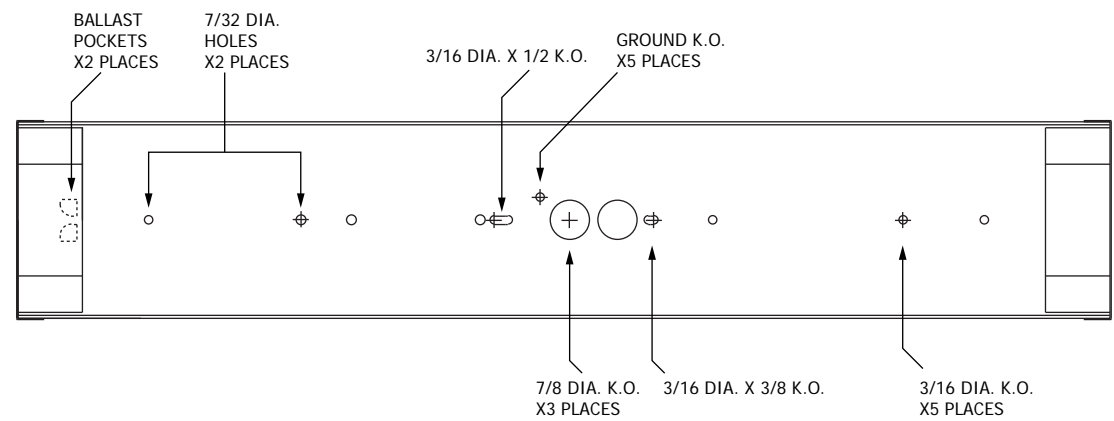 BALLAST
POCKETS
X2 PLACES
7/32 DIA.
HOLES
X2 PLACES
3/16 DIA. X 1/2 K.O.
GROUND K.O.
X5 PLACES
7/8 DIA. K.O.
X3 PLACES
3/16 DIA. X 3/8 K.O.
3/16 DIA. K.O.
X5 PLACES